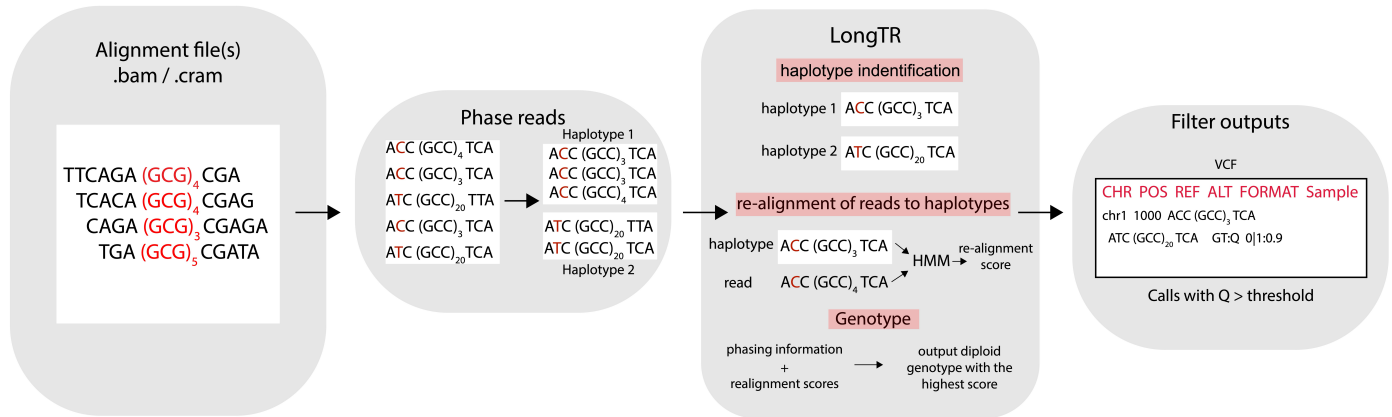 Alignment file(s)
.bam / .cram
TTCAGA (GCG)4 CGA
TCACA (GCG)4 CGAG
CAGA (GCG)3 CGAGA
TGA (GCG)5 CGATA
Phase reads
ACC (GCC)4 TCA
ACC (GCC)3 TCA
ATC (GCC)20 TTA
ACC (GCC)3 TCA
ATC (GCC)20 TCA
Haplotype 1
ACC (GCC)3 TCA
ACC (GCC)3 TCA
ACC (GCC)4 TCA
ATC (GCC)20 TTA
ATC (GCC)20 TCA
Haplotype 2
LongTR
haplotype indentification
haplotype 1 ACC (GCC)3 TCA
haplotype 2 ATC (GCC)20 TCA
re-alignment of reads to haplotypes
haplotype ACC (GCC)3 TCA
read ACC (GCC)4 TCA
HMM
re-alignment
score
Genotype
phasing information
+
realignment scores
output diploid
genotype with the
highest score
Filter outputs
VCF
CHR POS REF ALT FORMAT Sample
chr1 1000 ACC (GCC)3 TCA
ATC (GCC)20 TCA GT:Q 0|1:0.9
Calls with Q > threshold